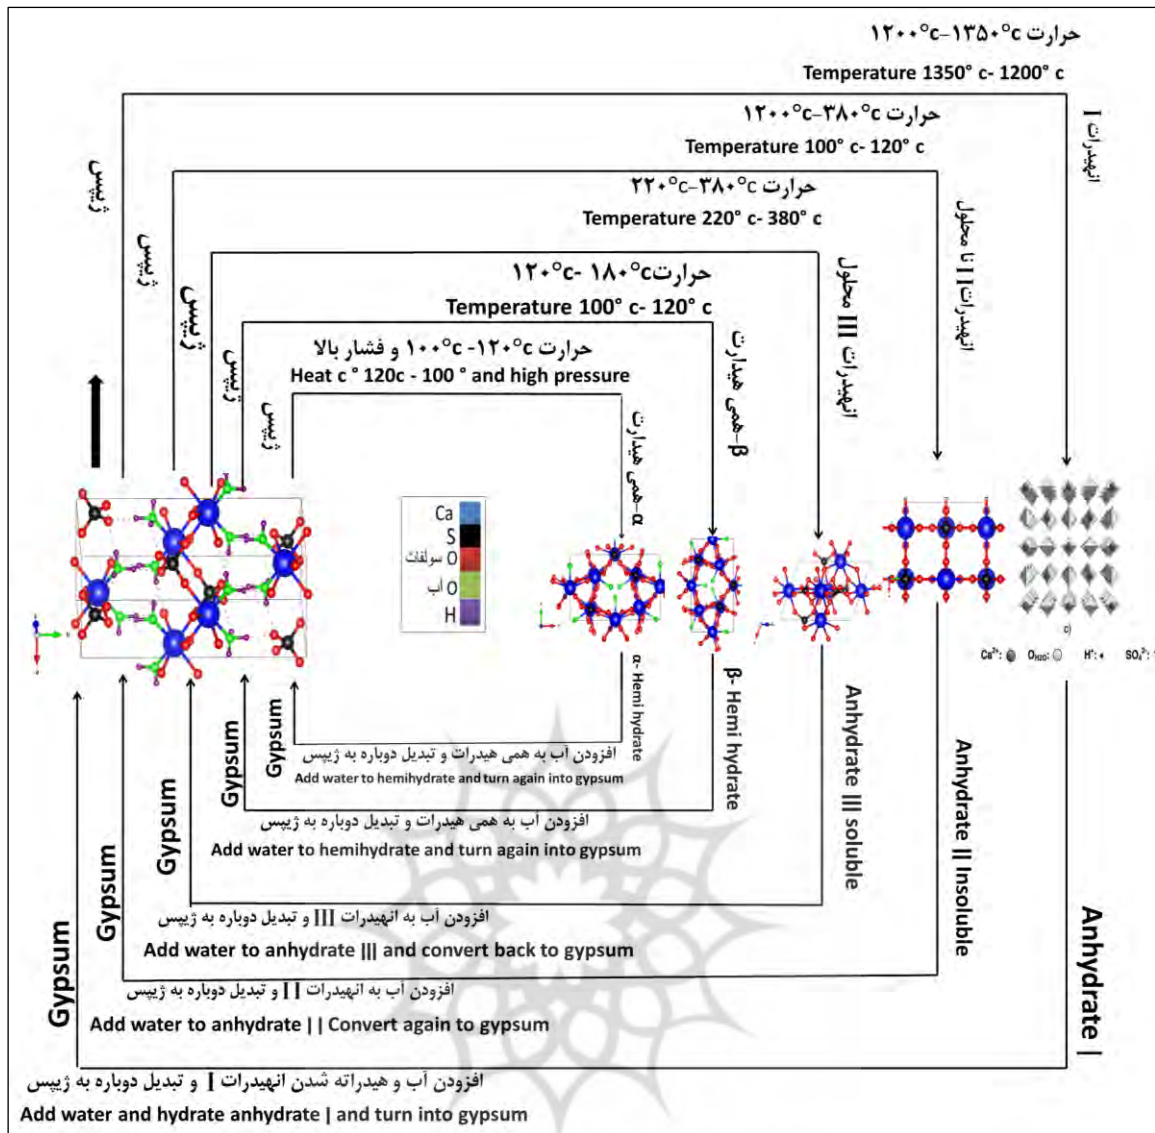 حرارت ۱۲۰۰°c-۱۳۵۰°c
Temperature 1350° c- 1200° c
انهیدرات I
حرارت ۱۲۰۰°c-۳۸۰°c
Temperature 100° c- 120° c
انهیدرات II نا محلول
حرارت ۲۲۰°c-۳۸۰°c
Temperature 220° c- 380° c
انهیدرات III محلول
حرارت ۱۲۰°c- ۱۸۰°c
Temperature 100° c- 120° c
β-همی هیدارت
حرارت ۱۰۰°c -۱۲۰°c و فشار بالا
Heat c ° 120c - 100 ° and high pressure
α-همی هیدارت
ژیپس
ژیپس
ژیپس
ژیپس
ژیپس
Ca
S
O سولفات
O آب
H
c)
Ca²⁺: O H2O: H⁺: SO₄²⁻:
α- Hemi hydrate
β- Hemi hydrate
Anhydrate III soluble
Anhydrate II Insoluble
Anhydrate I
Gypsum
Gypsum
Gypsum
Gypsum
Gypsum
افزودن آب به همی هیدرات و تبدیل دوباره به ژیپس
Add water to hemihydrate and turn again into gypsum
افزودن آب به همی هیدرات و تبدیل دوباره به ژیپس
Add water to hemihydrate and turn again into gypsum
افزودن آب به انهیدرات III و تبدیل دوباره به ژیپس
Add water to anhydrate ||| and convert back to gypsum
افزودن آب به انهیدرات II و تبدیل دوباره به ژیپس
Add water to anhydrate | | Convert again to gypsum
افزودن آب و هیدراته شدن انهیدرات I و تبدیل دوباره به ژیپس
Add water and hydrate anhydrate | and turn into gypsum